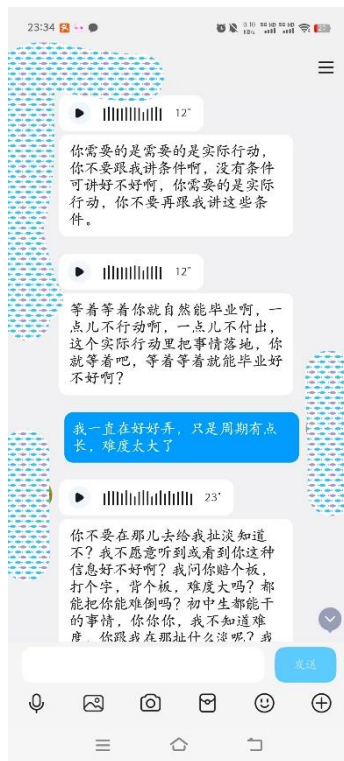 23:34
12"
你需要的是需要的是实际行动，
你不要跟我讲条件啊，没有条件
可讲好不好啊，你需要的是实际
行动，你不要再跟我讲这些条
件。
12"
等着等着你就自然能毕业啊，一
点儿不行动啊，一点儿不付出，
这个实际行动里把事情落地，你
就等着吧，等着等着就能毕业好
不好啊？
我一直在好好弄，只是周期有点
长，难度太大了
23"
你不要在那儿去给我扯淡知道
不？我不愿意听到或看到你这种
信息好不好啊？我问你赔个板，
打个字，背个板，难度大吗？都
能把你能难倒吗？初中生都能干
的事情，你你你，我不知道难
度，你跟我在那扯什么淡呢？我
发送